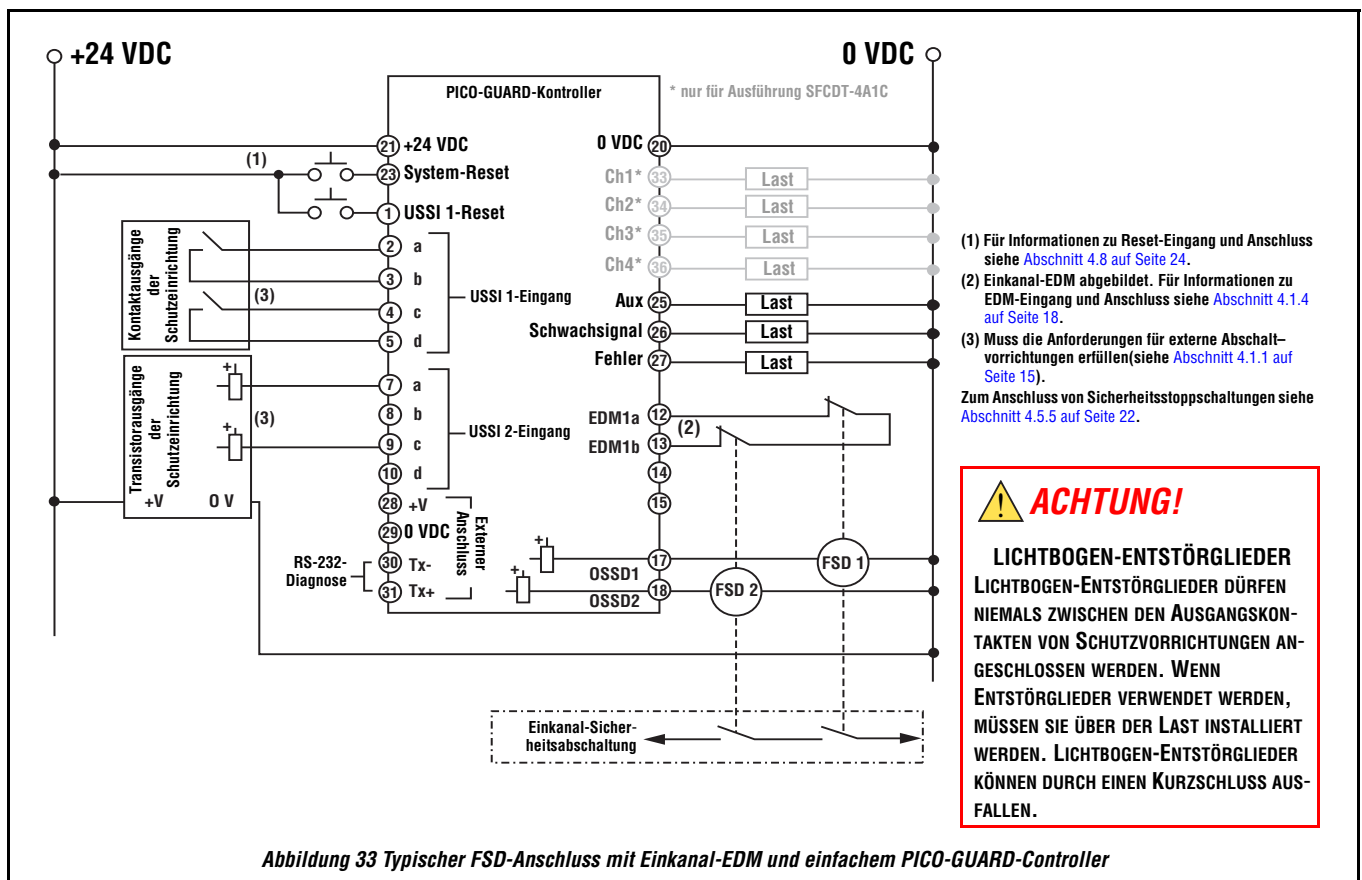 +24 VDC
0 VDC
PICO-GUARD-Kontroller
* nur für Ausführung SFCDT-4A1C
21 +24 VDC
0 VDC 20
(1)
23 System-Reset
Ch1* 33 Last
1 USSI 1-Reset
Ch2* 34 Last
Ch3* 35 Last
Ch4* 36 Last
Kontaktausgänge
der
Schutzeinrichtung
(3)
2 a
3 b
4 c
5 d
USSI 1-Eingang
Aux 25 Last
Schwachsignal 26 Last
Fehler 27 Last
Transistorausgänge
der
Schutzeinrichtung
+
+
(3)
+V 0 V
7 a
8 b
9 c
10 d
USSI 2-Eingang
EDM1a 12
(2)
EDM1b 13
14
15
28 +V
29 0 VDC
30 Tx-
31 Tx+
Externer
Anschluss
RS-232-
Diagnose
+
17
OSSD1
+
18
OSSD2
FSD 1
FSD 2
Einkanal-Sicher-
heitsabschaltung
(1) Für Informationen zu Reset-Eingang und Anschluss
siehe Abschnitt 4.8 auf Seite 24.
(2) Einkanal-EDM abgebildet. Für Informationen zu
EDM-Eingang und Anschluss siehe Abschnitt 4.1.4
auf Seite 18.
(3) Muss die Anforderungen für externe Abschalt–
vorrichtungen erfüllen(siehe Abschnitt 4.1.1 auf
Seite 15).
Zum Anschluss von Sicherheitsstoppschaltungen siehe
Abschnitt 4.5.5 auf Seite 22.
! ACHTUNG!
LICHTBOGEN-ENTSTÖRGLIEDER
LICHTBOGEN-ENTSTÖRGLIEDER DÜRFEN
NIEMALS ZWISCHEN DEN AUSGANGSKON-
TAKTEN VON SCHUTZVORRICHTUNGEN AN-
GESCHLOSSEN WERDEN. WENN
ENTSTÖRGLIEDER VERWENDET WERDEN,
MÜSSEN SIE ÜBER DER LAST INSTALLIERT
WERDEN. LICHTBOGEN-ENTSTÖRGLIEDER
KÖNNEN DURCH EINEN KURZSCHLUSS AUS-
FALLEN.
Abbildung 33 Typischer FSD-Anschluss mit Einkanal-EDM und einfachem PICO-GUARD-Controller